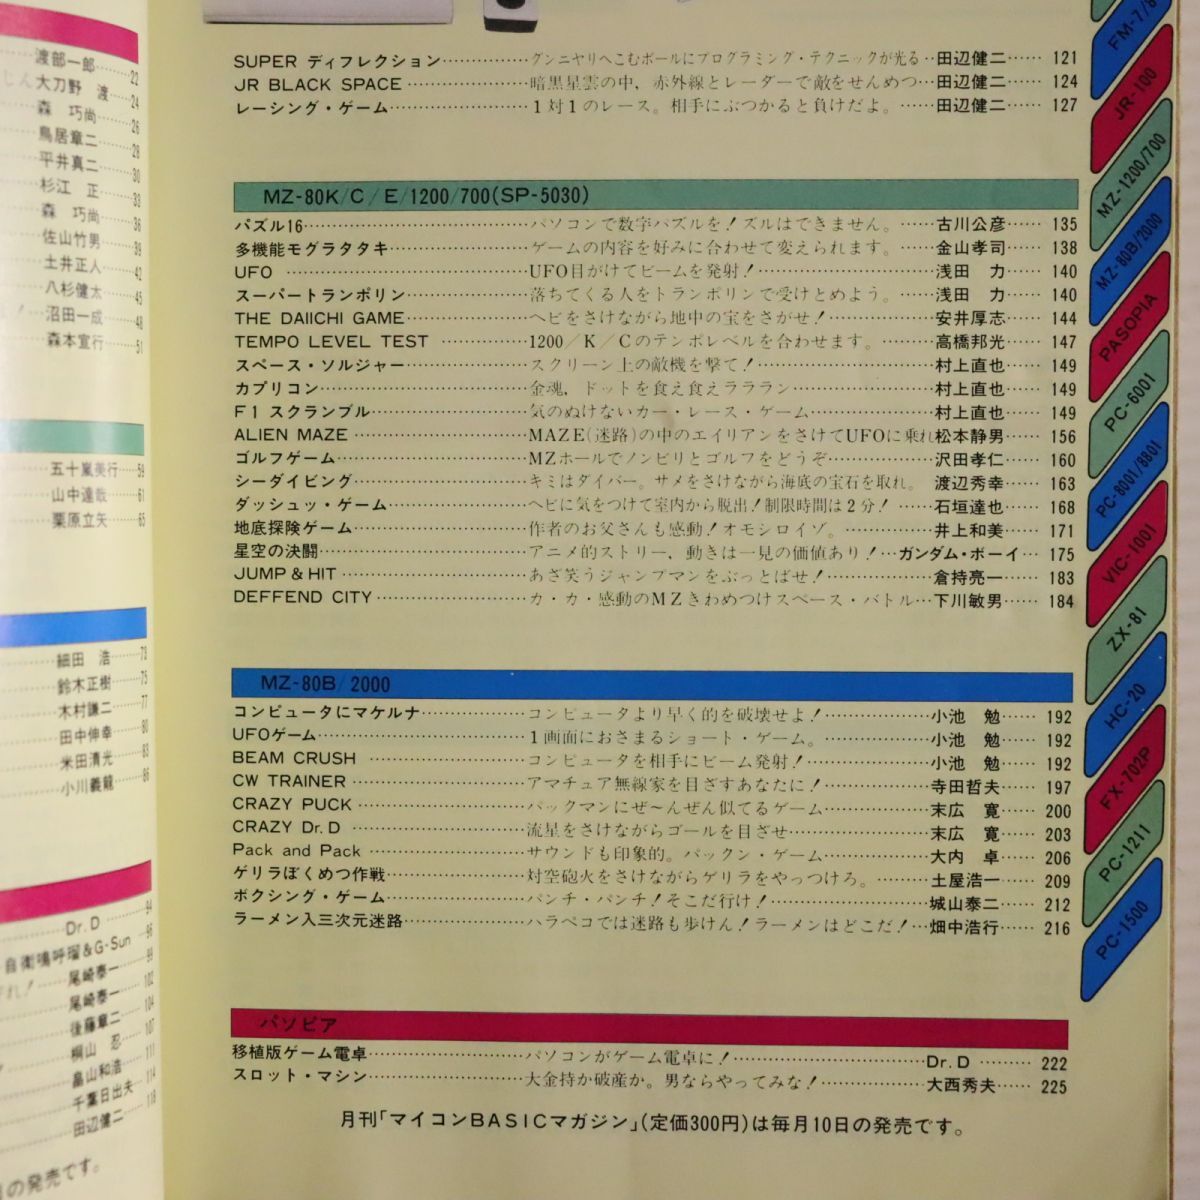 渡部一郎……22
じん大刀野 渡……24
森 巧尚……26
鳥居章二……28
平井真二……30
杉江 正……33
森 巧尚……36
佐山竹男……39
土井正人……42
八杉健太……45
沼田一成……48
森本宣行……51
五十嵐美行……59
山中達哉……61
栗原立矢……65
細田 浩……73
鈴木正樹……75
木村謙二……77
田中伸幸……80
米田清光……83
小川義龍……86
Dr. D……94
自衛鳴呼瑠&G-Sun……96
ぎれ!尾崎泰一……99
尾崎泰一……102
後藤章二……104
桐山 忍……107
畠山和浩……111
千葉日出夫……114
田辺健二……118
の発売です。
SUPER ディフレクション……グンニャリへこむボールにプログラミング・テクニックが光る‥田辺健二……121
JR BLACK SPACE……暗黒星雲の中,赤外線とレーダーで敵をせんめつ……田辺健二……124
レーシング・ゲーム……1対1のレース。相手にぶつかると負けだよ。……田辺健二……127
MZ-80K/C/E/1200/700(SP-5030)
パズル16……パソコンで数字パズルを!ズルはできません。……古川公彦……135
多機能モグラタタキ……ゲームの内容を好みに合わせて変えられます。……金山孝司……138
UFO……UFO目がけてビームを発射!……浅田 力……140
スーパートランポリン……落ちてくる人をトランポリンで受けとめよう。……浅田 力……140
THE DAIICHI GAME……ヘビをさけながら地中の宝をさがせ!……安井厚志……144
TEMPO LEVEL TEST……1200/K/Cのテンポレベルを合わせます。……高橋邦光……147
スペース・ソルジャー……スクリーン上の敵機を撃て!……村上直也……149
カプリコン……金魂,ドットを食え食えラララン……村上直也……149
F1 スクランブル……気のぬけないカー・レース・ゲーム……村上直也……149
ALIEN MAZE……MAZE(迷路)の中のエイリアンをさけてUFOに乗れ松本静男……156
ゴルフゲーム……MZホールでノンビリとゴルフをどうぞ……沢田孝仁……160
シーダイビング……キミはダイバー。サメをさけながら海底の宝石を取れ。渡辺秀幸……163
ダッシュッ・ゲーム……ヘビに気をつけて室内から脱出!制限時間は2分!……石垣達也……168
地底探険ゲーム……作者のお父さんも感動!オモシロイゾ。……井上和美……171
星空の決闘……アニメ的ストリー,動きは一見の価値あり!……ガンダム・ボーイ…175
JUMP & HIT……あざ笑うジャンプマンをぶっとばせ!……倉持亮一……183
DEFFEND CITY……カ・カ・感動のMZきわめつけスペース・バトル…下川敏男……184
MZ-80B/2000
コンピュータにマケルナ……コンピュータより早く的を破壊せよ!……小池 勉……192
UFOゲーム……1画面におさまるショート・ゲーム。……小池 勉……192
BEAM CRUSH……コンピュータを相手にビーム発射!……小池 勉……192
CW TRAINER……アマチュア無線家を目ざすあなたに!……寺田哲夫……197
CRAZY PUCK……パックマンにぜ〜んぜん似てるゲーム……末広 寛……200
CRAZY Dr. D……流星をさけながらゴールを目ざせ……末広 寛……203
Pack and Pack……サウンドも印象的。パックン・ゲーム……大内 卓……206
ゲリラぼくめつ作戦……対空砲火をさけながらゲリラをやっつけろ。……土屋浩一……209
ボクシング・ゲーム……パンチ・パンチ!そこだ行け!……城山泰二……212
ラーメン入三次元迷路……ハラペコでは迷路も歩けん!ラーメンはどこだ!…畑中浩行……216
パソピア
移植版ゲーム電卓……パソコンがゲーム電卓に!……Dr. D……222
スロット・マシン……大金持か破産か。男ならやってみな!……大西秀夫……225
月刊「マイコンBASICマガジン」(定価300円)は毎月10日の発売です。
FM-7/8
JR-100
MZ-1200/700
MZ-80B/2000
PASOPIA
PC-6001
PC-8001/8801
VIC-1001
ZX-81
HC-20
FX-702P
PC-1211
PC-1500